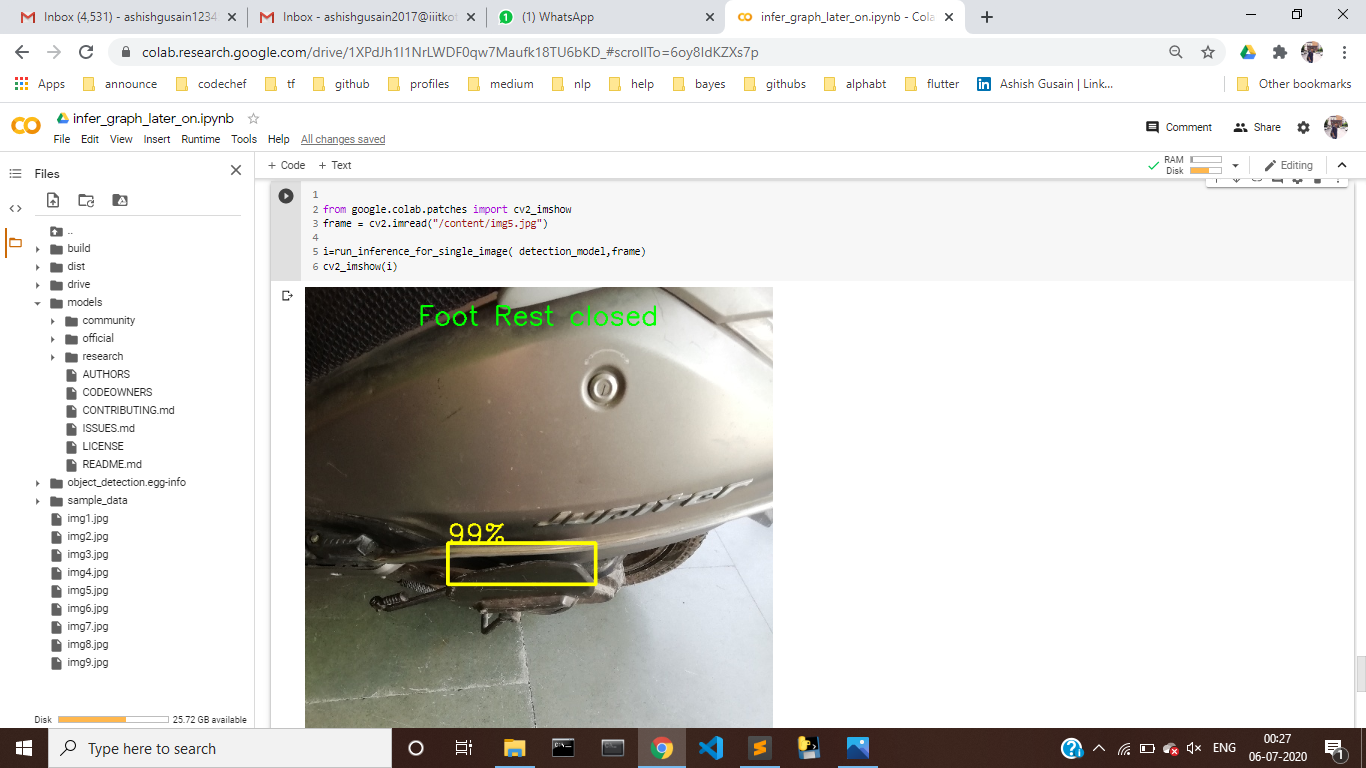 Inbox (4,531) - ashishgusain1234
Inbox - ashishgusain2017@iiitkot
(1) WhatsApp
infer_graph_later_on.ipynb - Cola
colab.research.google.com/drive/1XPdJh1I1NrLWDF0qw7Maufk18TU6bKD_#scrollTo=6oy8IdKZXs7p
Apps announce codechef tf github profiles medium nlp help bayes githubs alphabt flutter Ashish Gusain | Link... Other bookmarks
infer_graph_later_on.ipynb
File Edit View Insert Runtime Tools Help All changes saved
Comment Share
Files
+ Code + Text
RAM
Disk
Editing
..
build
dist
drive
models
community
official
research
AUTHORS
CODEOWNERS
CONTRIBUTING.md
ISSUES.md
LICENSE
README.md
object_detection.egg-info
sample_data
img1.jpg
img2.jpg
img3.jpg
img4.jpg
img5.jpg
img6.jpg
img7.jpg
img8.jpg
img9.jpg
Disk 25.72 GB available
1
2 from google.colab.patches import cv2_imshow
3 frame = cv2.imread("/content/img5.jpg")
4
5 i=run_inference_for_single_image( detection_model,frame)
6 cv2_imshow(i)
Foot Rest closed
JUPITER
99%
Type here to search
ENG
00:27
06-07-2020
1